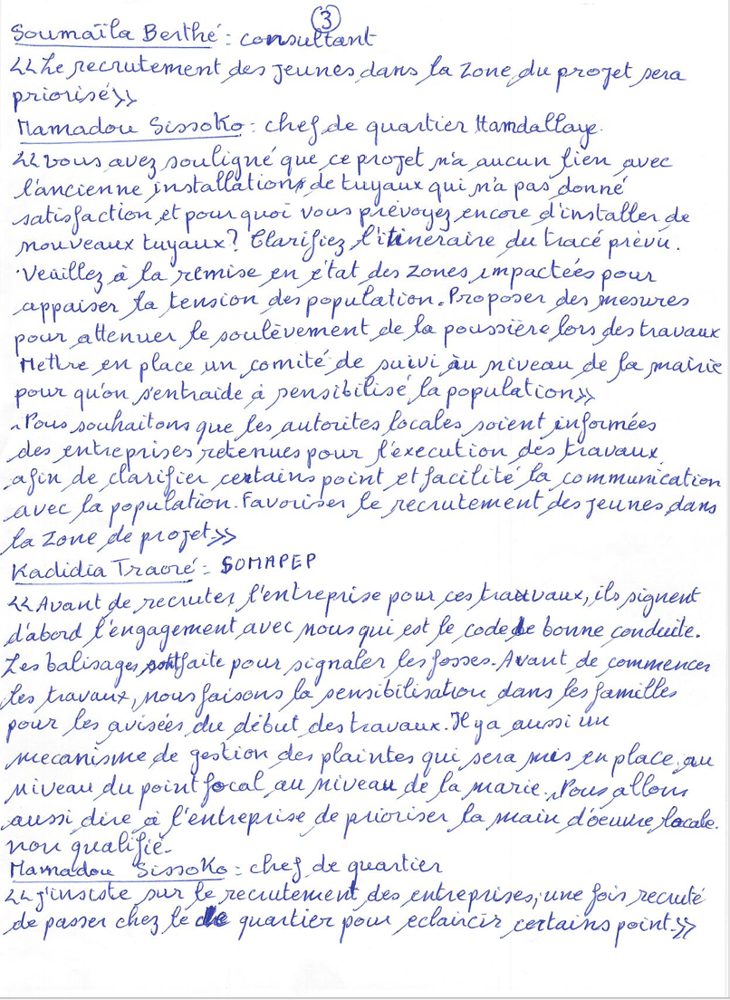 ③
Soumaïla Berthé : consultant
<<Le recrutement des jeunes dans la zone du projet sera
priorisé>>
Mamadou Sissoko : chef de quartier Hamdallaye.
<<vous avez souligné que ce projet n'a aucun lien avec
l'ancienne installations de tuyaux qui n'a pas donné
satisfaction et pourquoi vous prévoyez encore d'installer de
nouveaux tuyaux? Clarifiez l'itinéraire du tracé prévu.
Veuillez à la remise en état des zones impactées pour
appaiser la tension des population. Proposer des mesures
pour attenuer le soulèvement de la poussière lors des travaux
Mettre en place un comité de suivi au niveau de la mairie
pour qu'on s'entraide à sensibilisé la population>>
-Nous souhaitons que les autorites locales soient informées
des entreprises retenues pour l'execution des travaux
afin de clarifier certains point et facilité la communication
avec la population. Favoriser le recrutement des jeunes dans
la zone de projet>>
Kadidia Traoré : SOMAPEP
<<Avant de recruter l'entreprise pour ces travaux, ils signent
d'abord l'engagement avec nous qui est le code de bonne conduite.
Les balisages sont faite pour signaler les fosses. Avant de commencer
les travaux, nous faisons la sensibilisation dans les familles
pour les avisées du début des travaux. Il y a aussi un
mecanisme de gestion des plaintes qui sera mis en place au
niveau du point focal au niveau de la marie. Nous allons
aussi dire à l'entreprise de prioriser la main d'oeuvre locale
non qualifié.
Mamadou Sissoko : chef de quartier
<<j'insiste sur le recrutement des entreprises, une fois recruté
de passer chez le de quartier pour eclaircir certains point>>